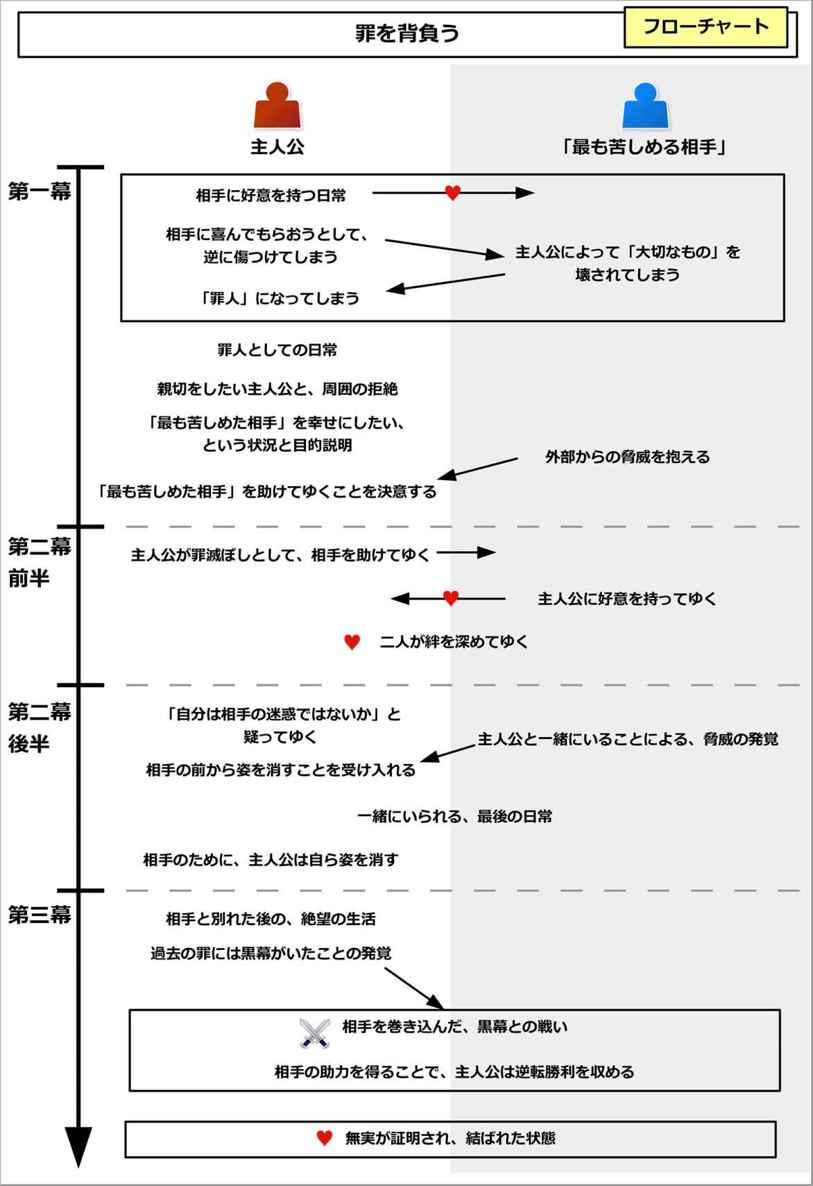 罪を背負う
フローチャート
主人公
「最も苦しめる相手」
第一幕
相手に好意を持つ日常
相手に喜んでもらおうとして、
逆に傷つけてしまう
主人公によって「大切なもの」を
壊されてしまう
「罪人」になってしまう
罪人としての日常
親切をしたい主人公と、周囲の拒絶
「最も苦しめた相手」を幸せにしたい、
という状況と目的説明
外部からの脅威を抱える
「最も苦しめた相手」を助けてゆくことを決意する
第二幕
前半
主人公が罪滅ぼしとして、相手を助けてゆく
主人公に好意を持ってゆく
二人が絆を深めてゆく
第二幕
後半
「自分は相手の迷惑ではないか」と
疑ってゆく
主人公と一緒にいることによる、脅威の発覚
相手の前から姿を消すことを受け入れる
一緒にいられる、最後の日常
相手のために、主人公は自ら姿を消す
第三幕
相手と別れた後の、絶望の生活
過去の罪には黒幕がいたことの発覚
相手を巻き込んだ、黒幕との戦い
相手の助力を得ることで、主人公は逆転勝利を収める
無実が証明され、結ばれた状態